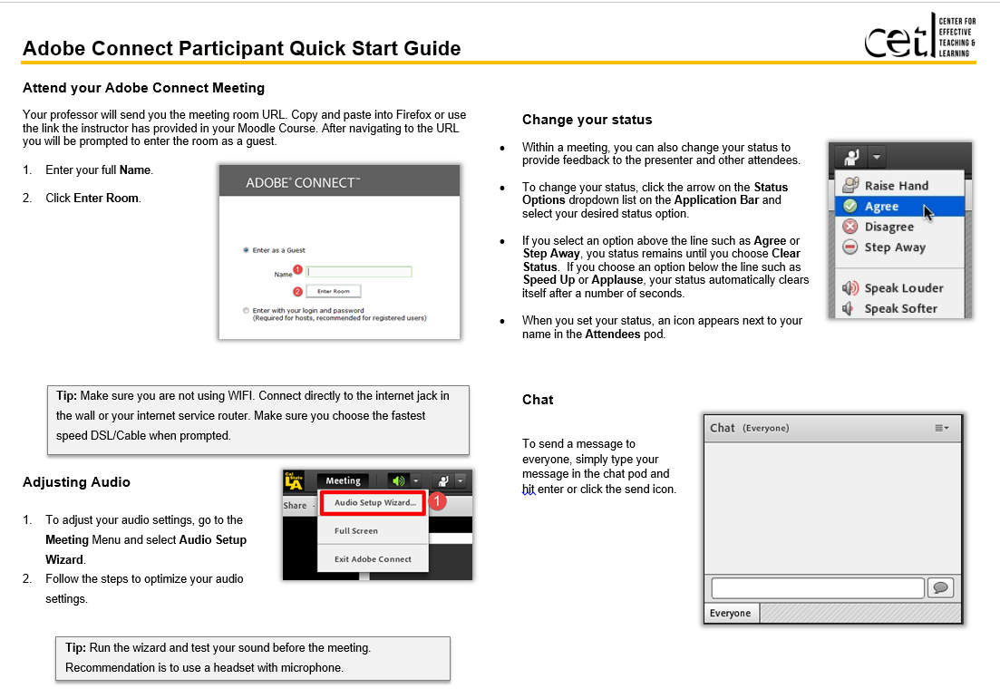 CENTER FOR
EFFECTIVE
TEACHING &
LEARNING
cetl
Adobe Connect Participant Quick Start Guide
Attend your Adobe Connect Meeting
Your professor will send you the meeting room URL. Copy and paste into Firefox or use
the link the instructor has provided in your Moodle Course. After navigating to the URL
you will be prompted to enter the room as a guest.
1. Enter your full Name.
2. Click Enter Room.
ADOBE® CONNECT™
Enter as a Guest
Name 1
2 Enter Room
Enter with your login and password
(Required for hosts, recommended for registered users)
Tip: Make sure you are not using WIFI. Connect directly to the internet jack in
the wall or your internet service router. Make sure you choose the fastest
speed DSL/Cable when prompted.
Adjusting Audio
1. To adjust your audio settings, go to the
Meeting Menu and select Audio Setup
Wizard.
2. Follow the steps to optimize your audio
settings.
Cal State
LA
Meeting
Share
Audio Setup Wizard... 1
Full Screen
Exit Adobe Connect
Tip: Run the wizard and test your sound before the meeting.
Recommendation is to use a headset with microphone.
Change your status
• Within a meeting, you can also change your status to
provide feedback to the presenter and other attendees.
• To change your status, click the arrow on the Status
Options dropdown list on the Application Bar and
select your desired status option.
• If you select an option above the line such as Agree or
Step Away, you status remains until you choose Clear
Status. If you choose an option below the line such as
Speed Up or Applause, your status automatically clears
itself after a number of seconds.
• When you set your status, an icon appears next to your
name in the Attendees pod.
Raise Hand
Agree
Disagree
Step Away
Speak Louder
Speak Softer
Chat
To send a message to
everyone, simply type your
message in the chat pod and
hit enter or click the send icon.
Chat (Everyone)
Everyone